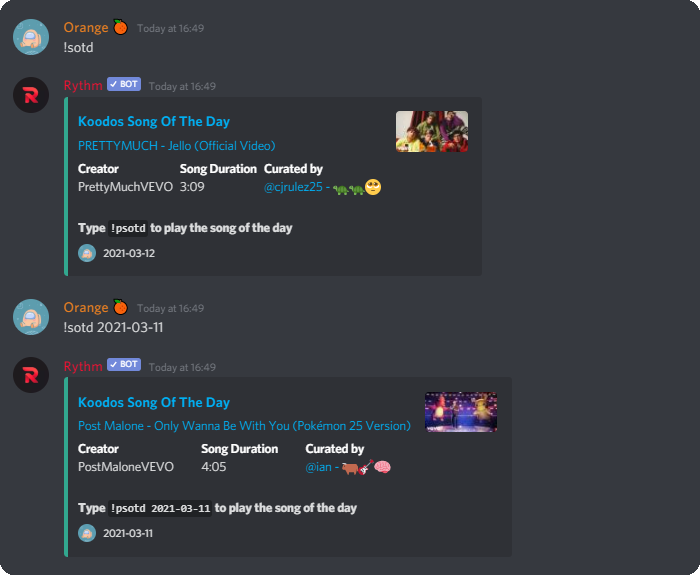 Orange 🍊 Today at 16:49
!sotd
Rythm ✓ BOT Today at 16:49
Koodos Song Of The Day
PRETTYMUCH - Jello (Official Video)
Creator Song Duration Curated by
PrettyMuchVEVO 3:09 @cjrulez25 - 🐢🐢🥺
Type !psotd to play the song of the day
2021-03-12
Orange 🍊 Today at 16:49
!sotd 2021-03-11
Rythm ✓ BOT Today at 16:49
Koodos Song Of The Day
Post Malone - Only Wanna Be With You (Pokémon 25 Version)
Creator Song Duration Curated by
PostMaloneVEVO 4:05 @ian - 🐂🎸🧠
Type !psotd 2021-03-11 to play the song of the day
2021-03-11